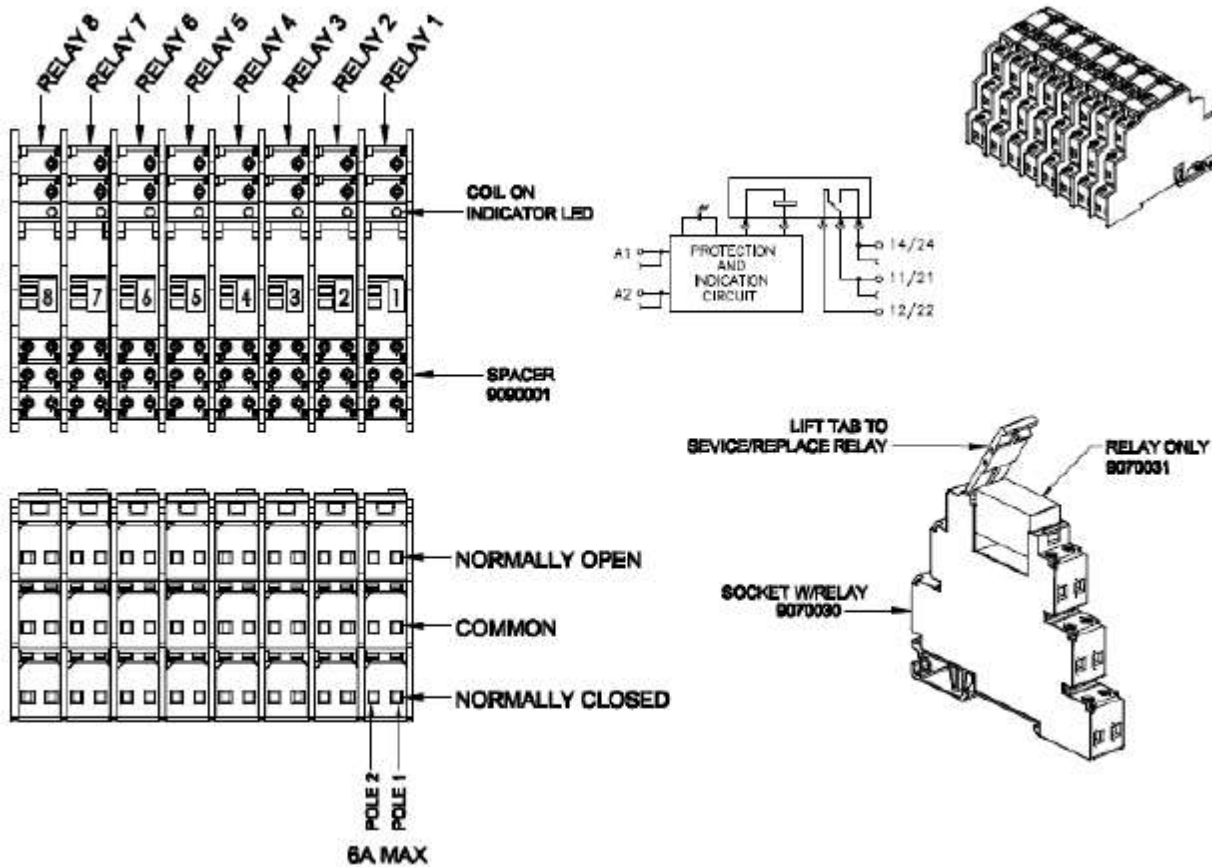 RELAY 8
RELAY 7
RELAY 6
RELAY 5
RELAY 4
RELAY 3
RELAY 2
RELAY 1
COIL ON
INDICATOR LED
8
7
6
5
4
3
2
1
SPACER
9090001
A1
A2
PROTECTION
AND
INDICATION
CIRCUIT
14/24
11/21
12/22
LIFT TAB TO
SEVICE/REPLACE RELAY
RELAY ONLY
9070031
SOCKET W/RELAY
9070030
NORMALLY OPEN
COMMON
NORMALLY CLOSED
POLE 2
POLE 1
6A MAX